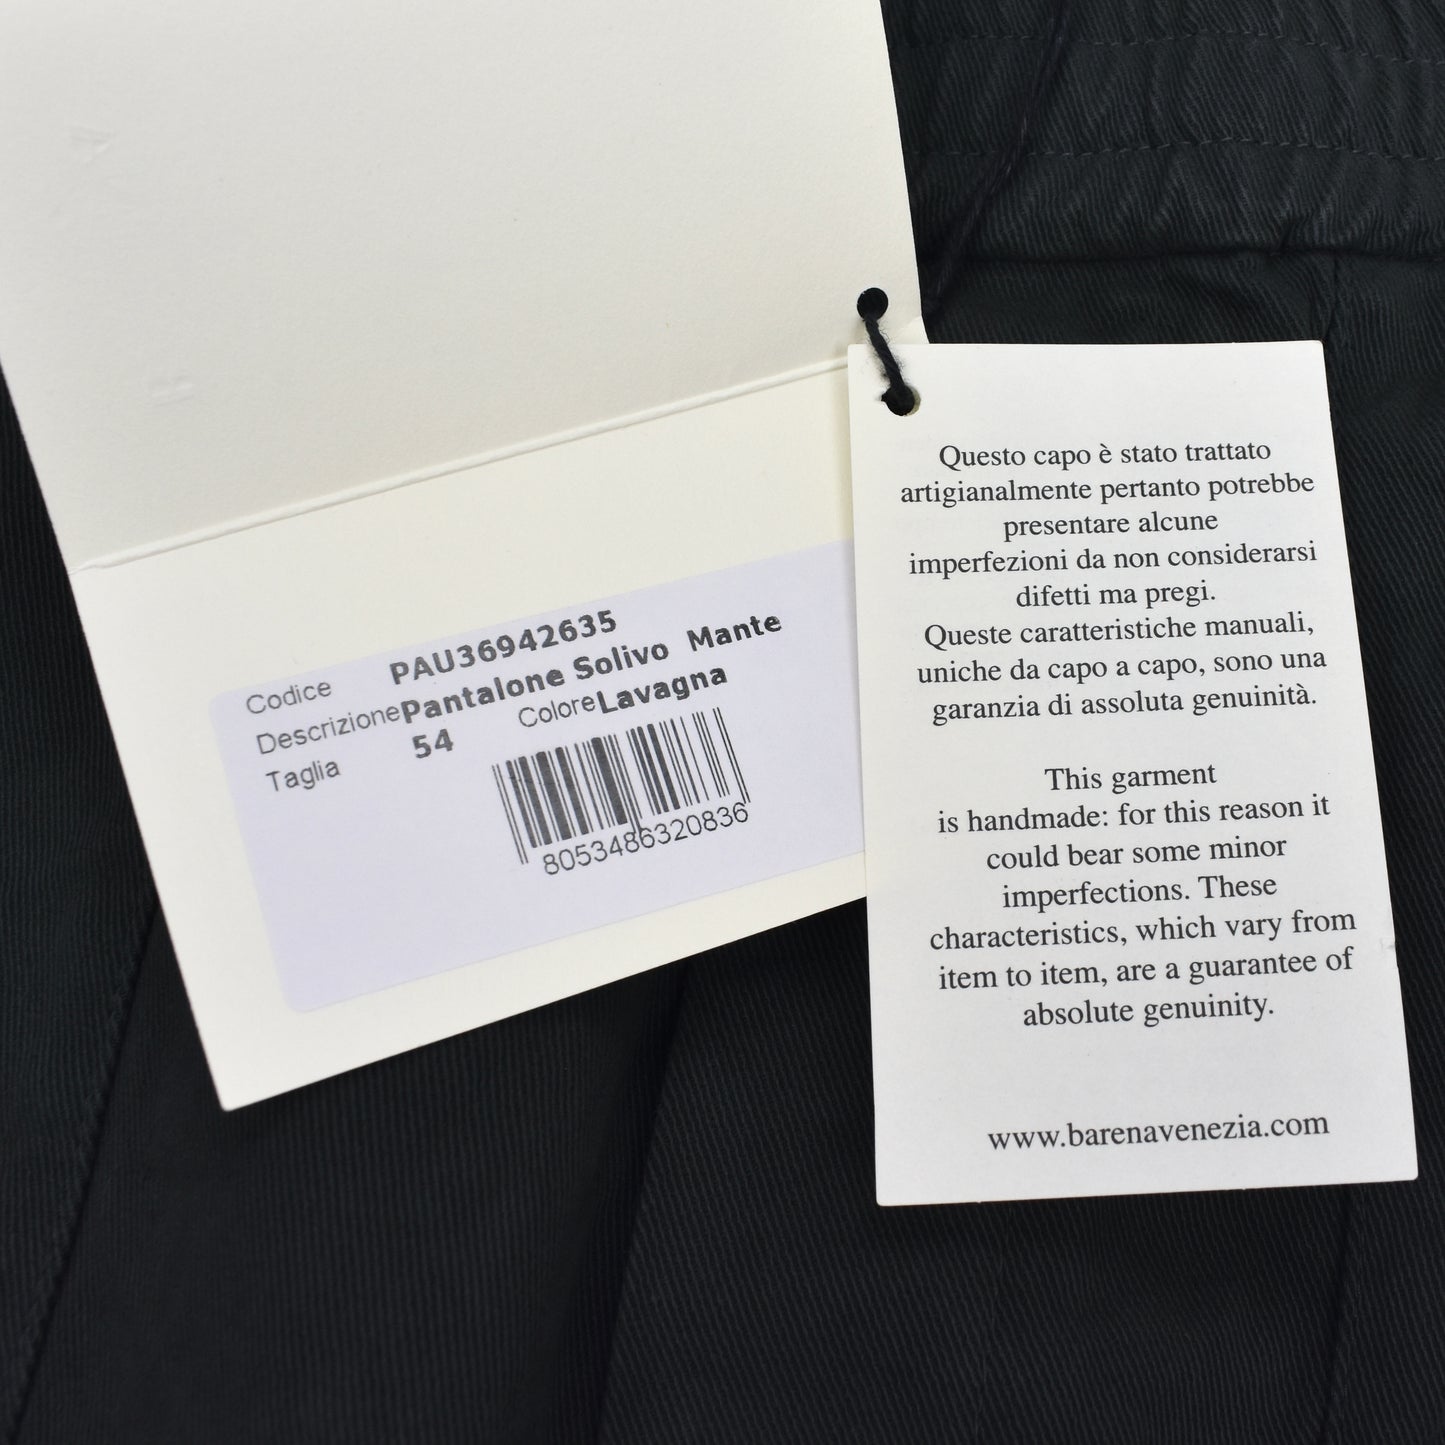 Codice PAU36942635
Descrizione Pantalone Solivo Mante
Taglia 54 Colore Lavagna
8053486320836
Questo capo è stato trattato
artigianalmente pertanto potrebbe
presentare alcune
imperfezioni da non considerarsi
difetti ma pregi.
Queste caratteristiche manuali,
uniche da capo a capo, sono una
garanzia di assoluta genuinità.
This garment
is handmade: for this reason it
could bear some minor
imperfections. These
characteristics, which vary from
item to item, are a guarantee of
absolute genuinity.
www.barenavenezia.com